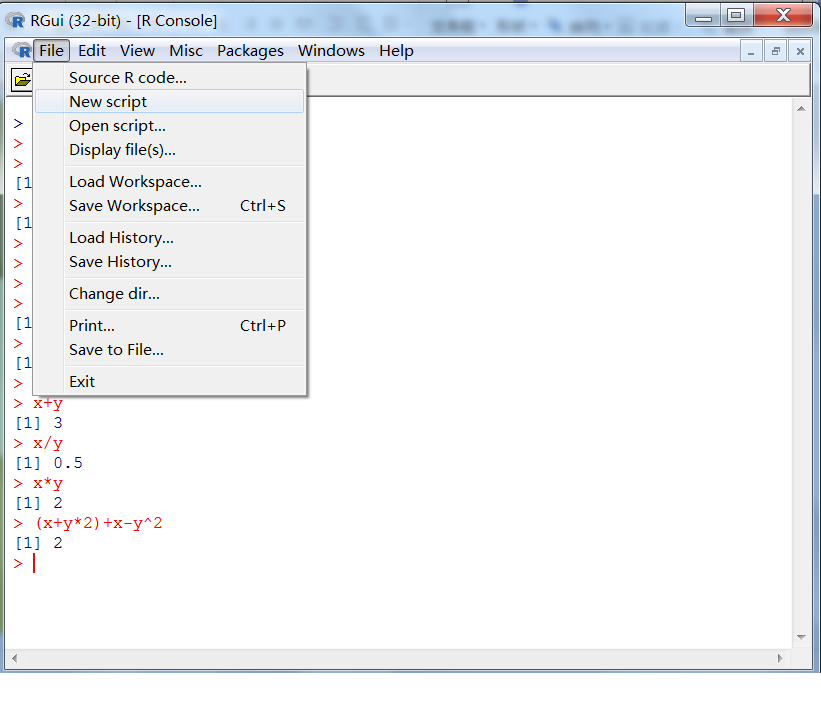 RGui (32-bit) - [R Console]
File Edit View Misc Packages Windows Help
Source R code...
New script
Open script...
Display file(s)...
Load Workspace...
Save Workspace... Ctrl+S
Load History...
Save History...
Change dir...
Print... Ctrl+P
Save to File...
Exit
>
>
>
[1
>
[1
>
>
>
>
[1
>
[1
>
> x+y
[1] 3
> x/y
[1] 0.5
> x*y
[1] 2
> (x+y*2)+x-y^2
[1] 2
>